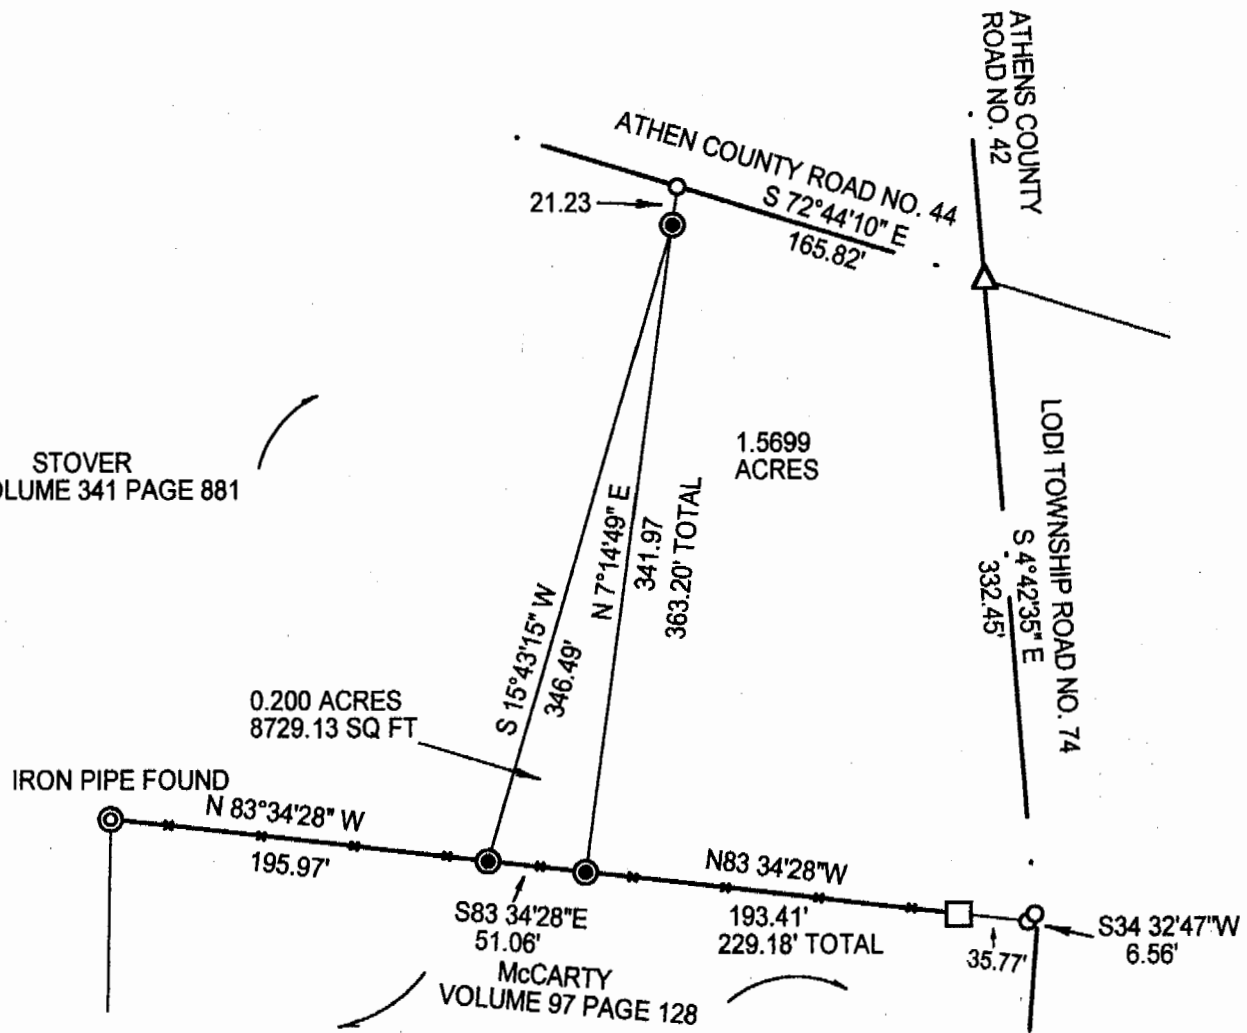 ATHENS COUNTY
ROAD NO. 42
ATHEN COUNTY ROAD NO. 44
S 72°44'10" E
165.82'
21.23
LODI TOWNSHIP ROAD NO. 74
S 4°42'35" E
332.45'
1.5699
ACRES
STOVER
OLUME 341 PAGE 881
S 15°43'15" W
346.49'
N 7°14'49" E
341.97
363.20' TOTAL
0.200 ACRES
8729.13 SQ FT
IRON PIPE FOUND
N 83°34'28" W
195.97'
S83 34'28"E
51.06'
N83 34'28"W
193.41'
229.18' TOTAL
35.77'
S34 32'47"W
6.56'
McCARTY
VOLUME 97 PAGE 128